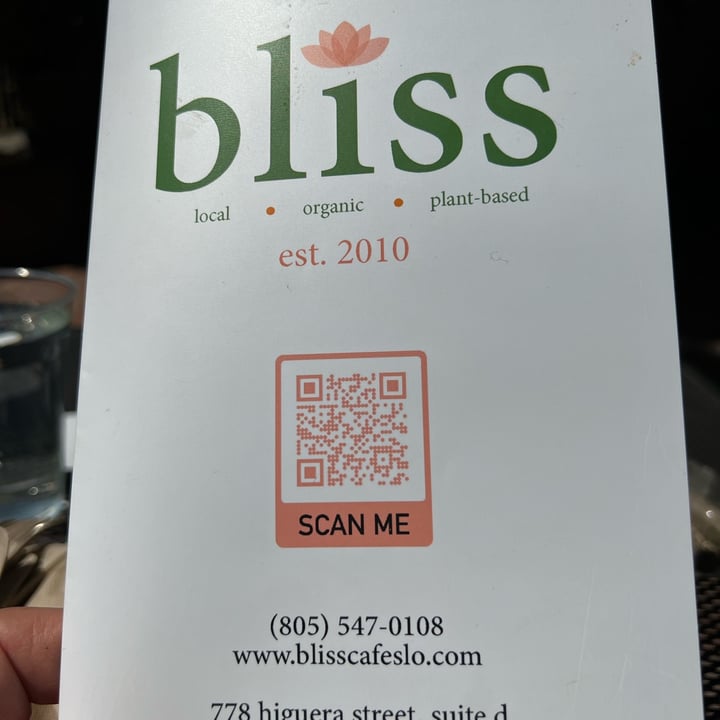 bliss
local • organic • plant-based
est. 2010
SCAN ME
(805) 547-0108
www.blisscafeslo.com
778 higuera street, suite d